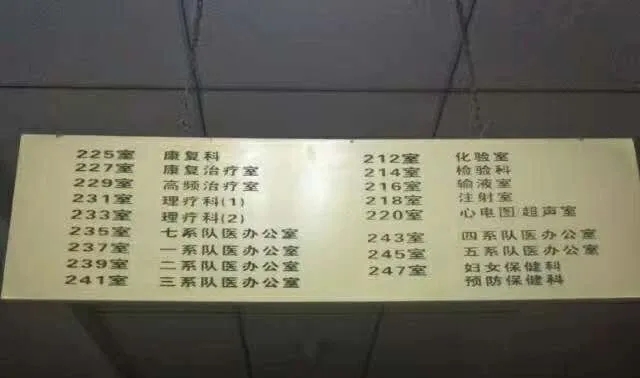 225室 康复科
227室 康复治疗室
229室 高频治疗室
231室 理疗科(1)
233室 理疗科(2)
235室 七系队医办公室
237室 一系队医办公室
239室 二系队医办公室
241室 三系队医办公室
212室 化验室
214室 检验科
216室 输液室
218室 注射室
220室 心电图 超声室
243室 四系队医办公室
245室 五系队医办公室
247室 妇女保健科
预防保健科